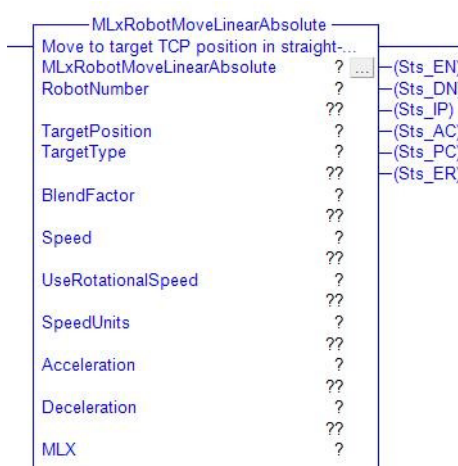 MLxRobotMoveLinearAbsolute
Move to target TCP position in straight-...
MLxRobotMoveLinearAbsolute ? ... (Sts_EN)
RobotNumber ? (Sts_DN
?? (Sts_IP)
TargetPosition ? (Sts_AC)
TargetType ? (Sts_PC)
?? (Sts_ER)
BlendFactor ?
??
Speed ?
??
UseRotationalSpeed ?
??
SpeedUnits ?
??
Acceleration ?
??
Deceleration ?
??
MLX ?